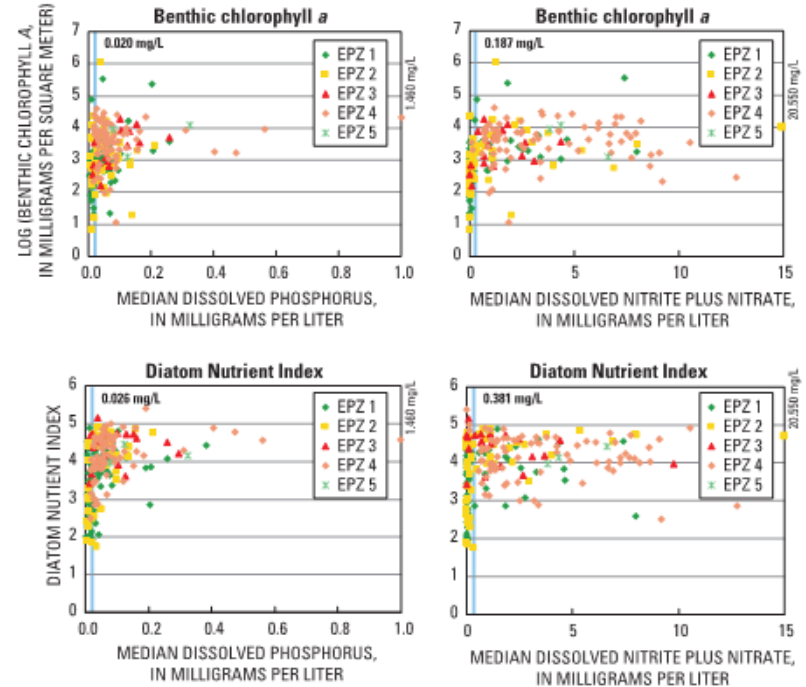 Benthic chlorophyll a
LOG (BENTHIC CHLOROPHYLL A,
IN MILLIGRAMS PER SQUARE METER)
7
6
5
4
3
2
1
0
0.020 mg/L
EPZ 1
EPZ 2
EPZ 3
EPZ 4
EPZ 5
1.460 mg/L
0.0
0.2
0.4
0.6
0.8
1.0
MEDIAN DISSOLVED PHOSPHORUS,
IN MILLIGRAMS PER LITER
Benthic chlorophyll a
7
6
5
4
3
2
1
0
0.187 mg/L
EPZ 1
EPZ 2
EPZ 3
EPZ 4
EPZ 5
20.550 mg/L
0
5
10
15
MEDIAN DISSOLVED NITRITE PLUS NITRATE,
IN MILLIGRAMS PER LITER
Diatom Nutrient Index
DIATOM NUTIENT INDEX
6
5
4
3
2
1
0
0.026 mg/L
EPZ 1
EPZ 2
EPZ 3
EPZ 4
EPZ 5
1.460 mg/L
0.0
0.2
0.4
0.6
0.8
1.0
MEDIAN DISSOLVED PHOSPHORUS,
IN MILLIGRAMS PER LITER
Diatom Nutrient Index
6
5
4
3
2
1
0
0.381 mg/L
EPZ 1
EPZ 2
EPZ 3
EPZ 4
EPZ 5
20.550 mg/L
0
5
10
15
MEDIAN DISSOLVED NITRITE PLUS NITRATE,
IN MILLIGRAMS PER LITER